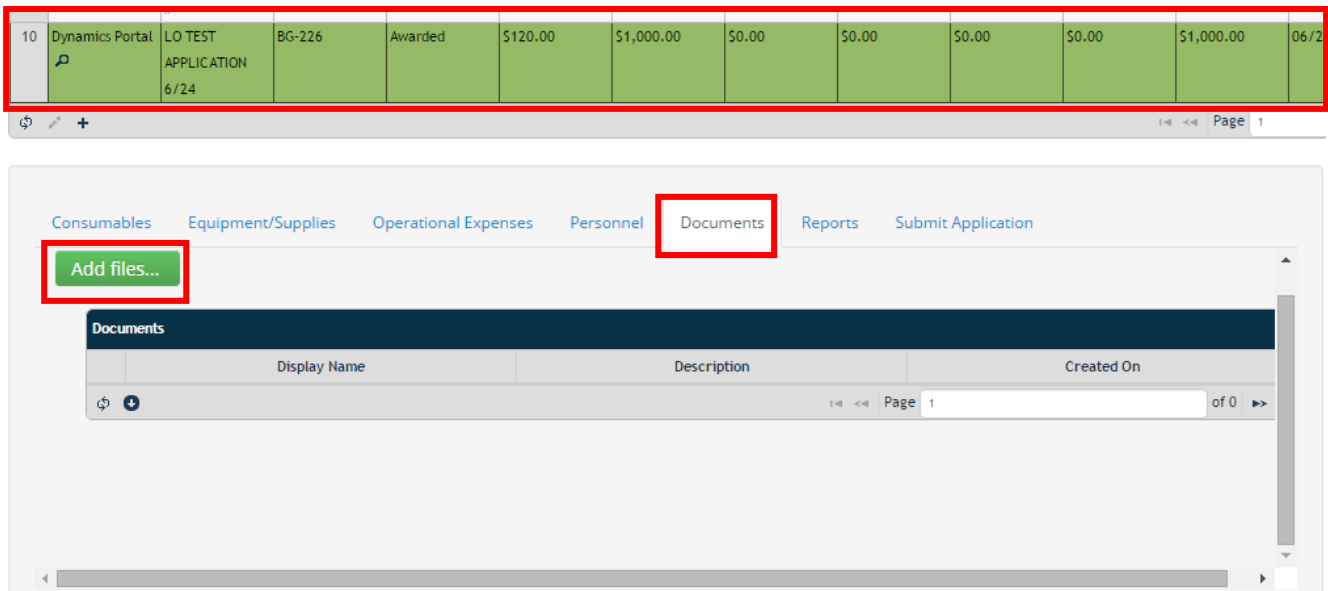 10 Dynamics Portal LO TEST BG-226 Awarded $120.00 $1,000.00 $0.00 $0.00 $0.00 $0.00 $1,000.00 06/2
APPLICATION
6/24
Page 1
Consumables Equipment/Supplies Operational Expenses Personnel Documents Reports Submit Application
Add files...
Documents
Display Name Description Created On
Page 1 of 0